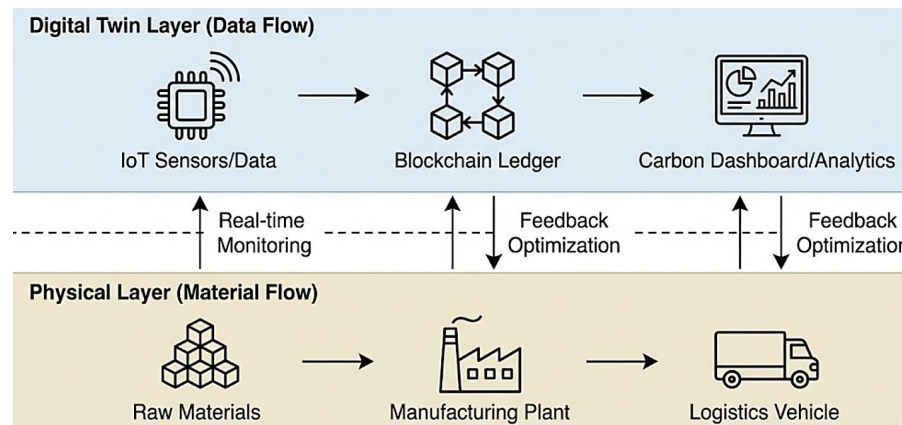 Digital Twin Layer (Data Flow)
IoT Sensors/Data
Blockchain Ledger
Carbon Dashboard/Analytics
Real-time
Monitoring
Feedback
Optimization
Feedback
Optimization
Physical Layer (Material Flow)
Raw Materials
Manufacturing Plant
Logistics Vehicle